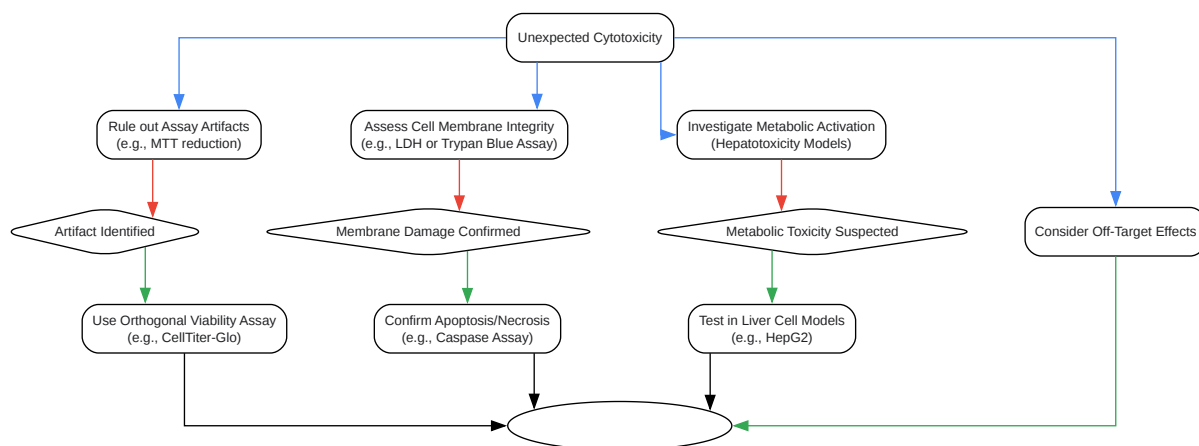 Unexpected Cytotoxicity
Rule out Assay Artifacts
(e.g., MTT reduction)
Assess Cell Membrane Integrity
(e.g., LDH or Trypan Blue Assay)
Investigate Metabolic Activation
(Hepatotoxicity Models)
Artifact Identified
Membrane Damage Confirmed
Metabolic Toxicity Suspected
Consider Off-Target Effects
Use Orthogonal Viability Assay
(e.g., CellTiter-Glo)
Confirm Apoptosis/Necrosis
(e.g., Caspase Assay)
Test in Liver Cell Models
(e.g., HepG2)